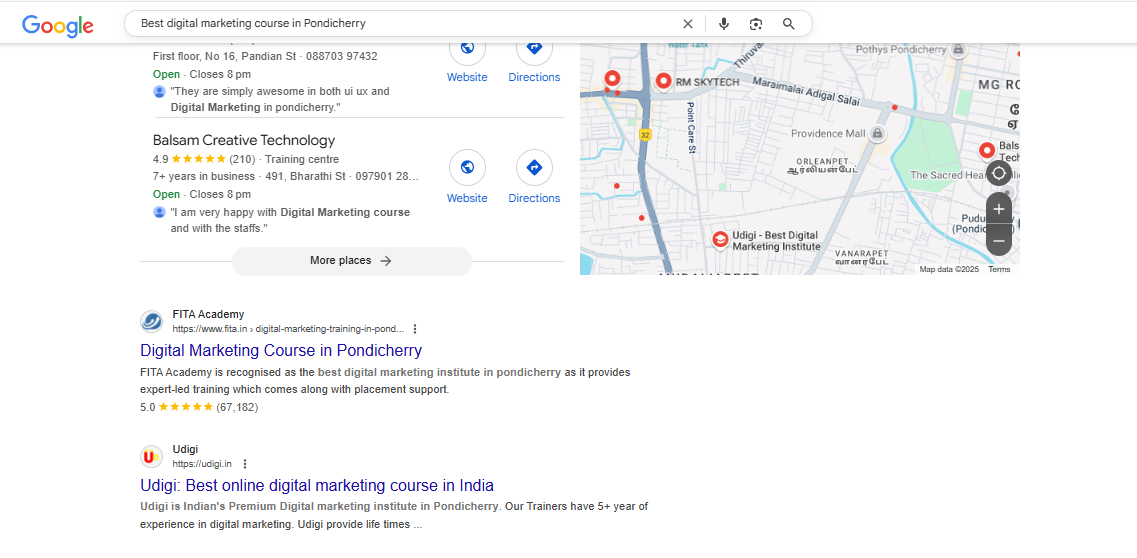 Google
Best digital marketing course in Pondicherry
First floor, No 16, Pandian St · 088703 97432
Open · Closes 8 pm
"They are simply awesome in both ui ux and
Digital Marketing in pondicherry."
Website
Directions
Balsam Creative Technology
4.9 (210) · Training centre
7+ years in business · 491, Bharathi St · 097901 28...
Open · Closes 8 pm
"I am very happy with Digital Marketing course
and with the staffs."
Website
Directions
More places
Water Tank
Pothys Pondicherry
RM SKYTECH
Maraimalai Adigal Salai
MG RO
Point Care St
32
Providence Mall
ORLEANPET
ஆர்லியன்பேட்
Bals
Tech
The Sacred Hea
Udigi - Best Digital
Marketing Institute
Pudu
(Pondic
VANARAPET
வானரபேட்
Map data ©2025
Terms
FITA Academy
https://www.fita.in › digital-marketing-training-in-pond...
Digital Marketing Course in Pondicherry
FITA Academy is recognised as the best digital marketing institute in pondicherry as it provides
expert-led training which comes along with placement support.
5.0 (67,182)
Udigi
https://udigi.in
Udigi: Best online digital marketing course in India
Udigi is Indian's Premium Digital marketing institute in Pondicherry. Our Trainers have 5+ year of
experience in digital marketing. Udigi provide life times ...